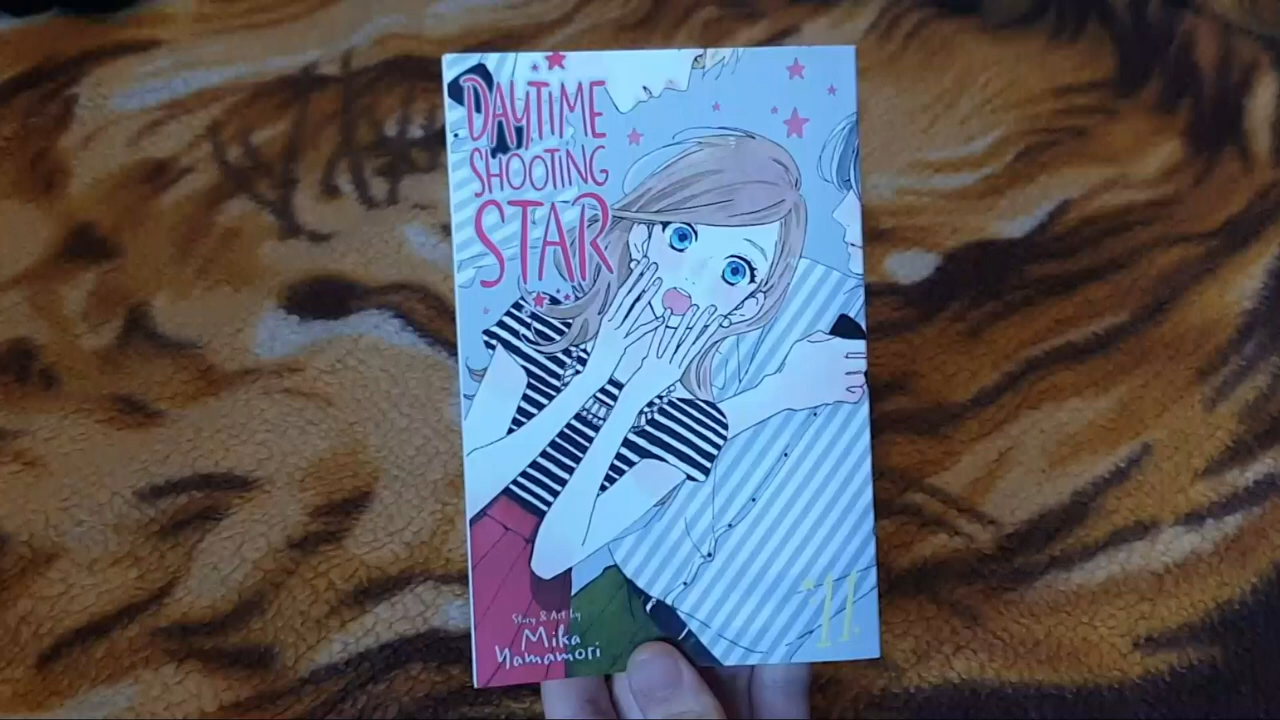 DAYTIME
SHOOTING
STAR
11
Story & Art by
Mika
Yamamori